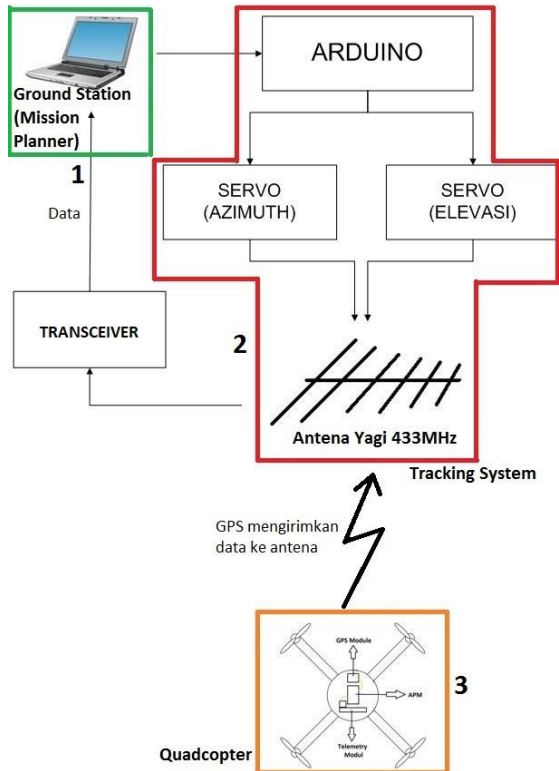 Ground Station
(Mission
Planner)
ARDUINO
1
SERVO
(AZIMUTH)
SERVO
(ELEVASI)
Data
TRANSCEIVER
2
Antena Yagi 433MHz
Tracking System
GPS mengirimkan
data ke antena
GPS Module
3
APM
Telemetry
Modul
Quadcopter